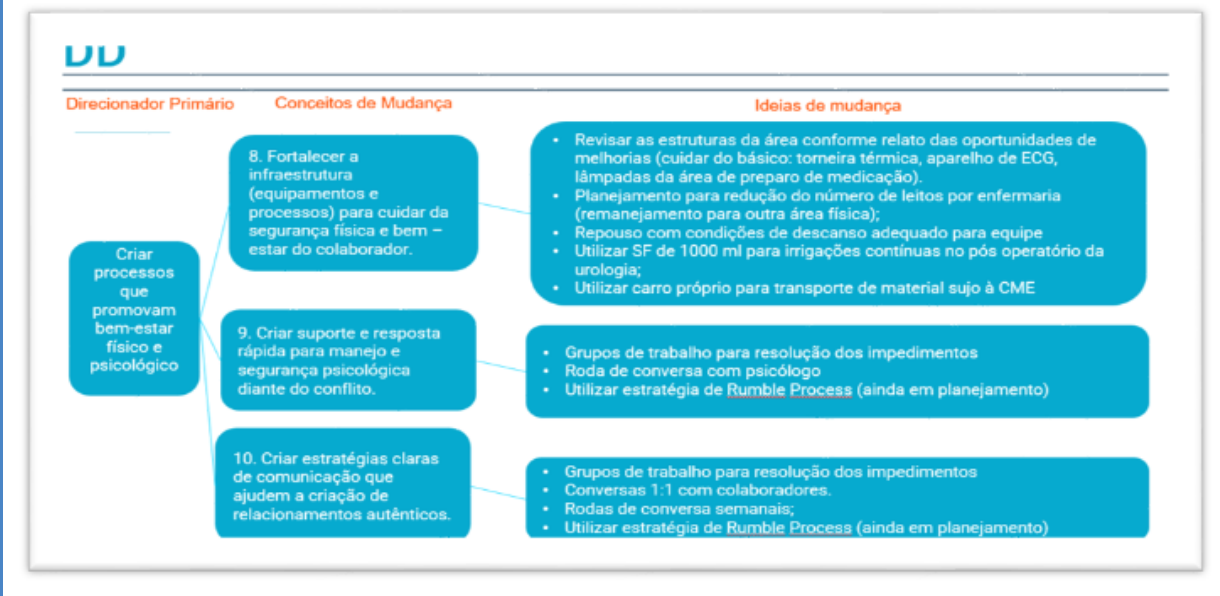 DD
Direcionador Primário
Conceitos de Mudança
Ideias de mudança
Criar
processos
que
promovam
bem-estar
físico e
psicológico
8. Fortalecer a
infraestrutura
(equipamentos e
processos) para cuidar da
segurança física e bem –
estar do colaborador.
• Revisar as estruturas da área conforme relato das oportunidades de
melhorias (cuidar do básico: torneira térmica, aparelho de ECG,
lâmpadas da área de preparo de medicação).
• Planejamento para redução do número de leitos por enfermaria
(remanejamento para outra área física);
• Repouso com condições de descanso adequado para equipe
• Utilizar SF de 1000 ml para irrigações contínuas no pós operatório da
urologia;
• Utilizar carro próprio para transporte de material sujo à CME
9. Criar suporte e resposta
rápida para manejo e
segurança psicológica
diante do conflito.
• Grupos de trabalho para resolução dos impedimentos
• Roda de conversa com psicólogo
• Utilizar estratégia de Rumble Process (ainda em planejamento)
10. Criar estratégias claras
de comunicação que
ajudem a criação de
relacionamentos autênticos.
• Grupos de trabalho para resolução dos impedimentos
• Conversas 1:1 com colaboradores.
• Rodas de conversa semanais;
• Utilizar estratégia de Rumble Process (ainda em planejamento)